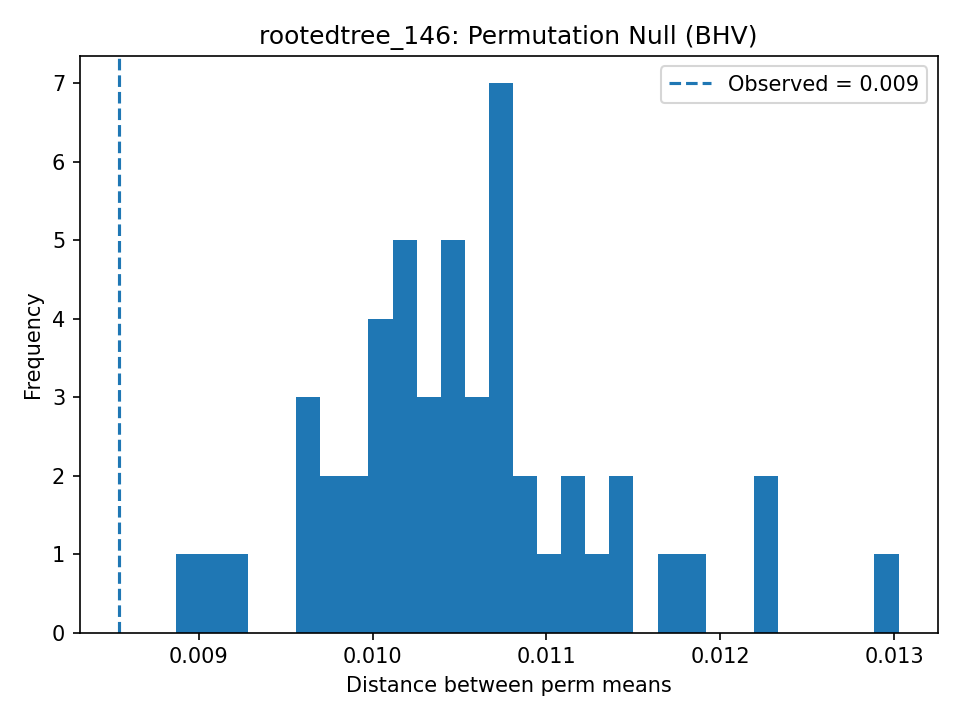 rootedtree_146: Permutation Null (BHV)
Observed = 0.009
Frequency
7
6
5
4
3
2
1
0
0.009 0.010 0.011 0.012 0.013
Distance between perm means